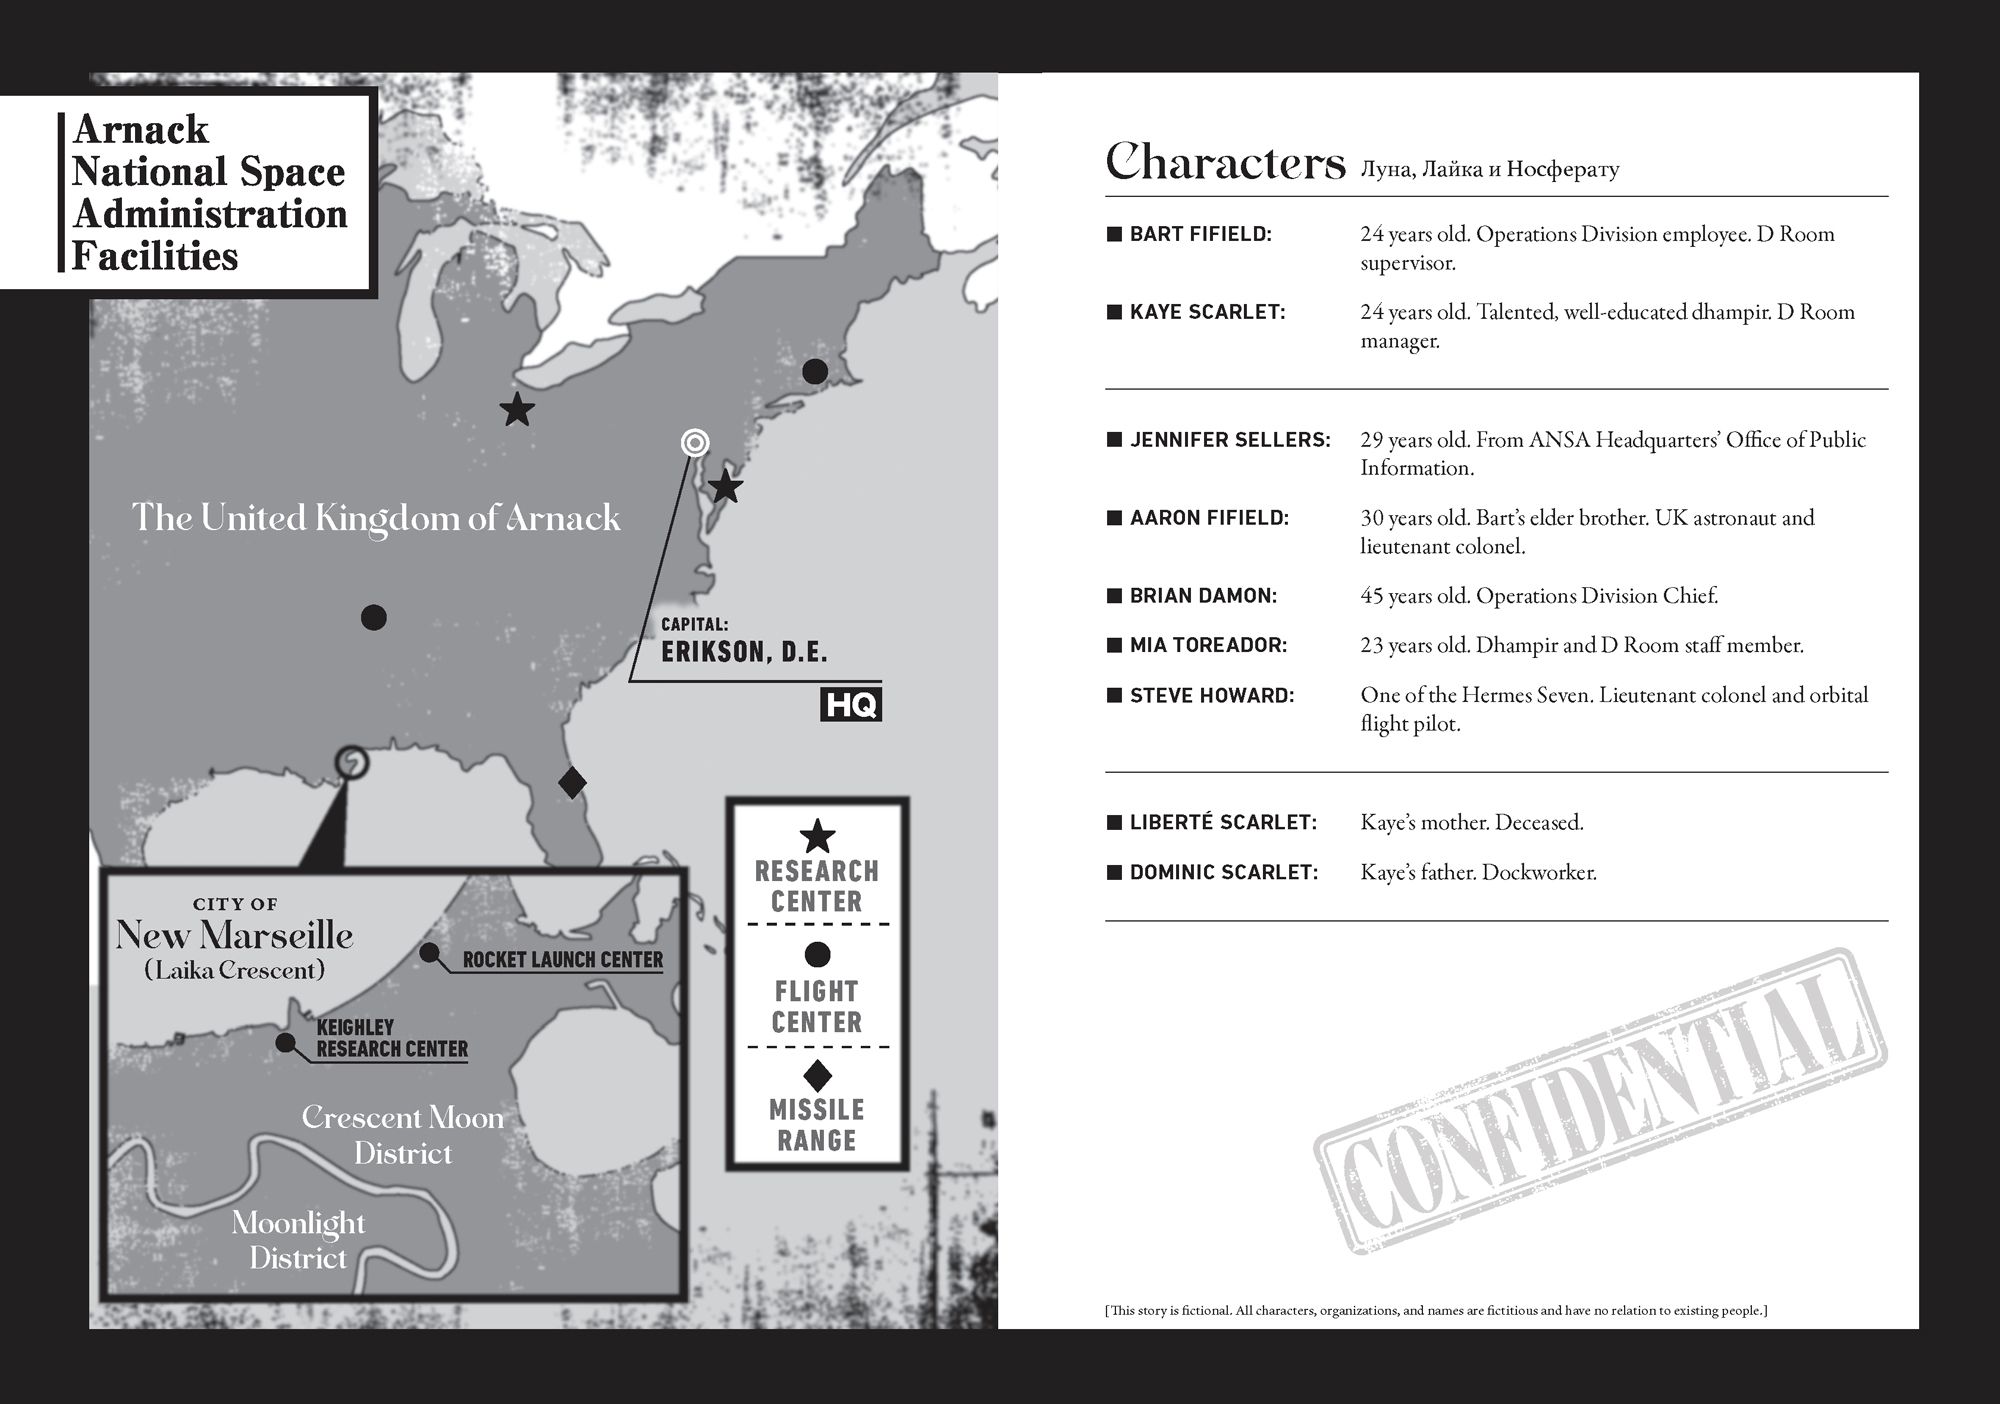 Arnack
National Space
Administration
Facilities
The United Kingdom of Arnack
CAPITAL:
ERIKSON, D.E.
HQ
RESEARCH
CENTER
FLIGHT
CENTER
MISSILE
RANGE
CITY OF
New Marseille
(Laika Crescent)
ROCKET LAUNCH CENTER
KEIGHLEY
RESEARCH CENTER
Crescent Moon
District
Moonlight
District
Characters Луна, Лайка и Носферату
■ BART FIFIELD: 24 years old. Operations Division employee. D Room
supervisor.
■ KAYE SCARLET: 24 years old. Talented, well-educated dhampir. D Room
manager.
■ JENNIFER SELLERS: 29 years old. From ANSA Headquarters’ Office of Public
Information.
■ AARON FIFIELD: 30 years old. Bart’s elder brother. UK astronaut and
lieutenant colonel.
■ BRIAN DAMON: 45 years old. Operations Division Chief.
■ MIA TOREADOR: 23 years old. Dhampir and D Room staff member.
■ STEVE HOWARD: One of the Hermes Seven. Lieutenant colonel and orbital
flight pilot.
■ LIBERTÉ SCARLET: Kaye’s mother. Deceased.
■ DOMINIC SCARLET: Kaye’s father. Dockworker.
CONFIDENTIAL
[This story is fictional. All characters, organizations, and names are fictitious and have no relation to existing people.]